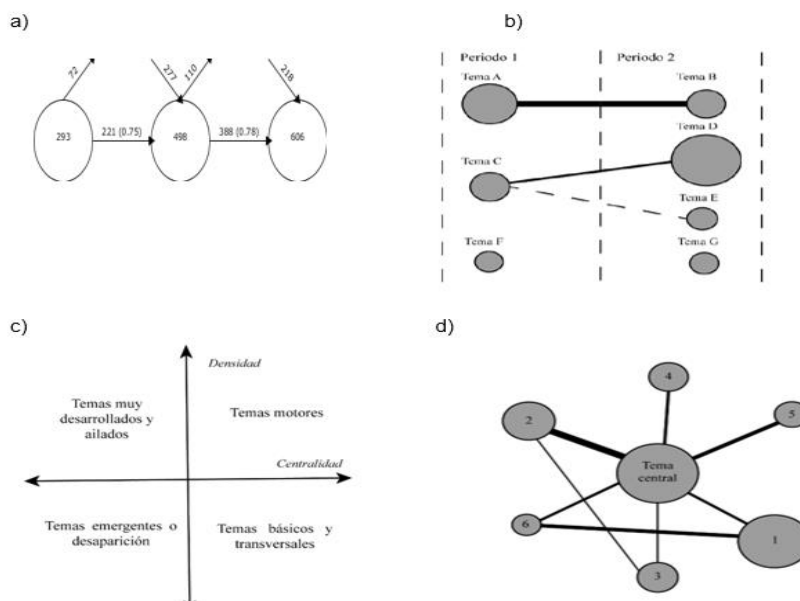 a)
72
277
110
218
293
221 (0.75)
498
388 (0.78)
606
b)
Periodo 1
Periodo 2
Tema A
Tema B
Tema D
Tema C
Tema E
Tema F
Tema G
c)
Densidad
Temas muy
desarrollados y
ailados
Temas motores
Centralidad
Temas emergentes o
desaparición
Temas básicos y
transversales
d)
4
5
2
Tema
central
6
1
3